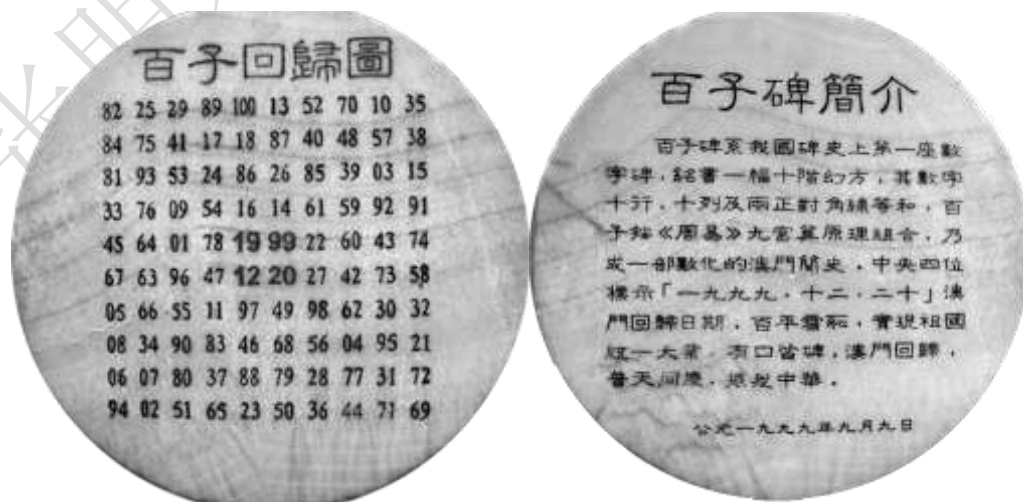 百子回歸圖
82 25 29 89 100 13 52 70 10 35
84 75 41 17 18 87 40 48 57 38
81 93 53 24 86 26 85 39 03 15
33 76 09 54 16 14 61 59 92 91
45 64 01 78 19 99 22 60 43 74
67 63 96 47 12 20 27 42 73 58
05 66 55 11 97 49 98 62 30 32
08 34 90 83 46 68 56 04 95 21
06 07 80 37 88 79 28 77 31 72
94 02 51 65 23 50 36 44 71 69
百子碑簡介
百子碑系我國碑史上第一座數
字碑，銘書一幅十階幻方，其數字
十行、十列及兩正對角綫等和，百
子銘《周易》九宮算原理組合，乃
成一部數化的澳門簡史，中央四位
標示「一九九九·十二·二十」澳
門回歸日期，百年雪恥，實現祖國
統一大業，有口皆碑，澳門回歸，
普天同慶，振我中華。
公元一九九九年九月九日